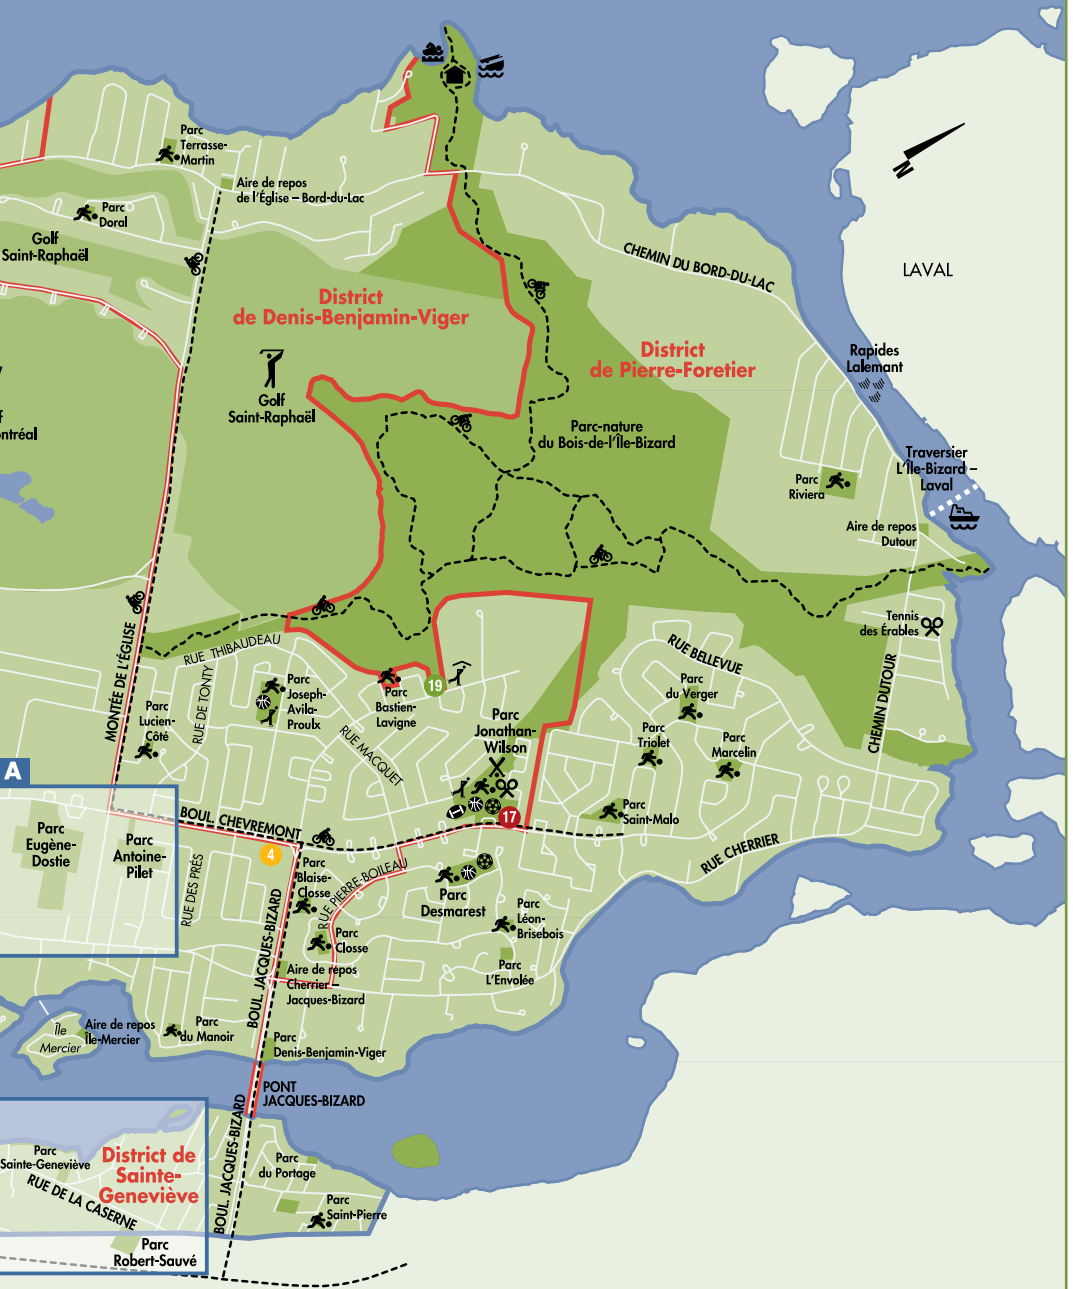 Parc
Terrasse-
Martin
Aire de repos
de l'Église – Bord-du-Lac
Parc
Doral
Golf
Saint-Raphaël
N
CHEMIN DU BORD-DU-LAC
LAVAL
District
de Denis-Benjamin-Viger
District
de Pierre-Foretier
Rapides
Lalemant
Golf
Saint-Raphaël
Parc-nature
du Bois-de-l'Île-Bizard
Traversier
L'Île-Bizard –
Laval
Parc
Riviera
Aire de repos
Dutour
Tennis
des Érables
MONTÉE DE L'ÉGLISE
RUE THIBAUDEAU
RUE DE TONTY
RUE BELLEVUE
CHEMIN DUTOUR
Parc
Joseph-
Avila-
Proulx
19
Parc
Bastien-
Lavigne
Parc
du Verger
Parc
Lucien-
Côté
RUE MACQUET
Parc
Jonathan-
Wilson
Parc
Triolet
Parc
Marcelin
A
BOUL. CHEVREMONT
17
Parc
Saint-Malo
Parc
Eugène-
Dostie
Parc
Antoine-
Pilet
4
RUE DES PRÉS
Parc
Blaise-
Closse
RUE PIERRE-BOILEAU
RUE CHERRIER
Parc
Desmarest
Parc
Léon-
Brisebois
Parc
Closse
Parc
L'Envolée
BOUL. JACQUES-BIZARD
Aire de repos
Cherrier –
Jacques-Bizard
Île
Mercier
Aire de repos
Île-Mercier
Parc
du Manoir
Parc
Denis-Benjamin-Viger
PONT
JACQUES-BIZARD
BOUL. JACQUES-BIZARD
Parc
Sainte-Geneviève
District de
Sainte-
Geneviève
RUE DE LA CASERNE
Parc
du Portage
Parc
Saint-Pierre
Parc
Robert-Sauvé
ntréal